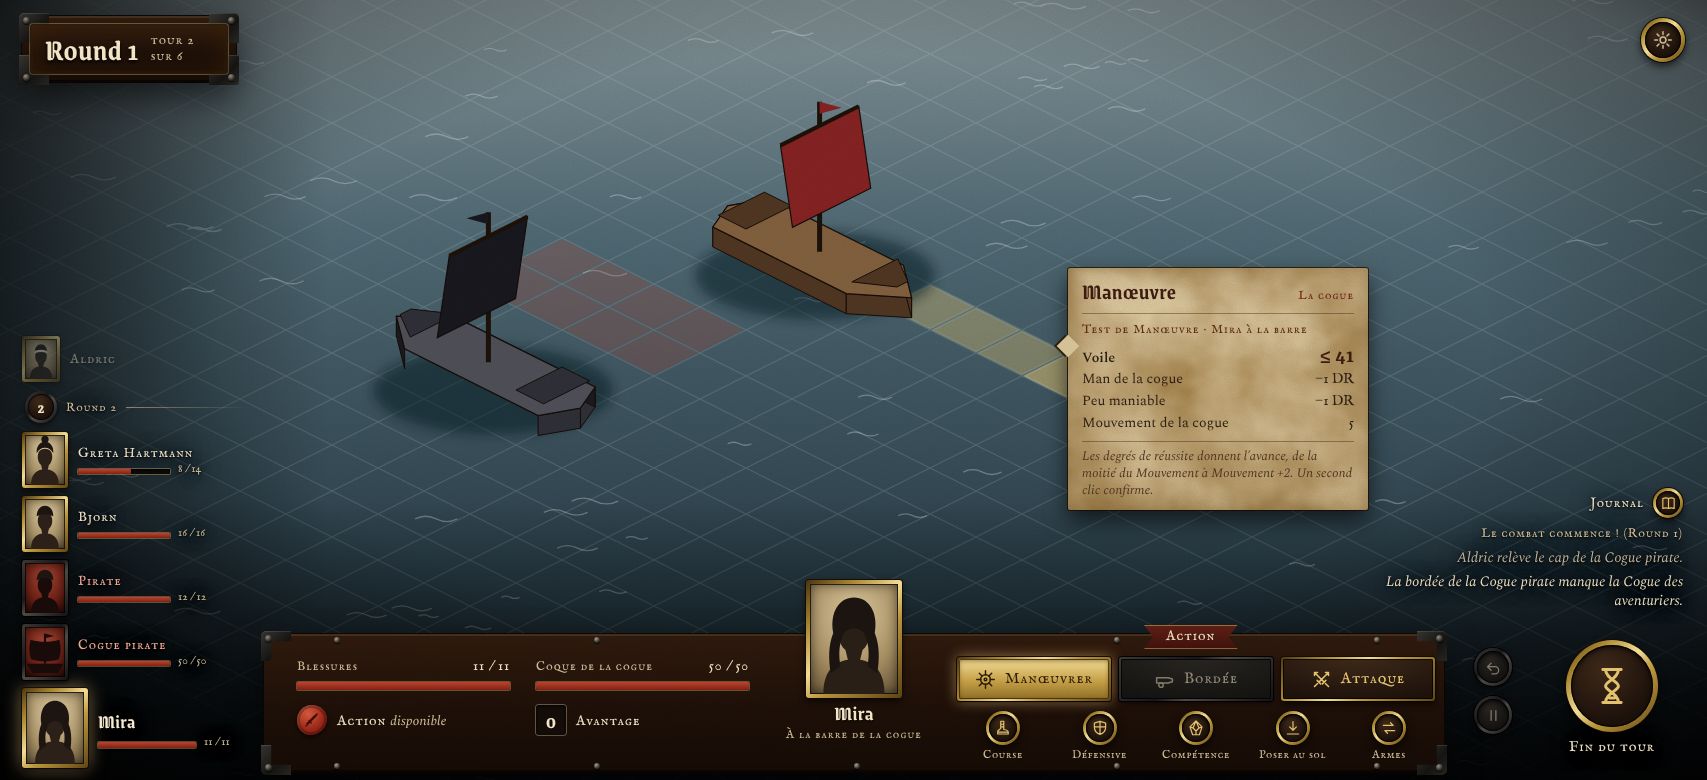 Round 1
Tour 2
sur 6
Manœuvre
La cogue
Test de Manœuvre · Mira à la barre
Voile ≤ 41
Man de la cogue −1 DR
Peu maniable −1 DR
Mouvement de la cogue 5
Les degrés de réussite donnent l'avance, de la
moitié du Mouvement à Mouvement +2. Un second
clic confirme.
Aldric
2 Round 2
Greta Hartmann
8/14
Bjorn
16/16
Pirate
12/12
Cogue pirate
50/50
Mira
11/11
Journal
Le combat commence ! (Round 1)
Aldric relève le cap de la Cogue pirate.
La bordée de la Cogue pirate manque la Cogue des
aventuriers.
Blessures 11/11
Coque de la cogue 50/50
Action disponible
0 Avantage
Mira
À la barre de la cogue
Action
Manœuvrer
Bordée
Attaque
Course
Défensive
Compétence
Poser au sol
Armes
Fin du tour